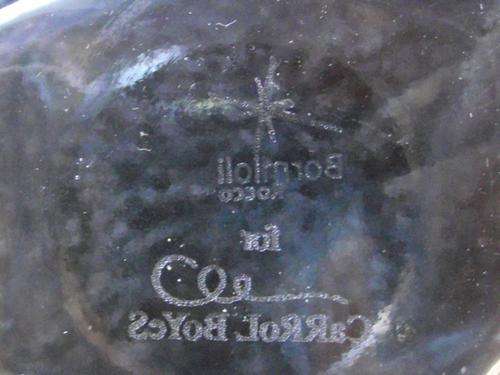 Bormioli
Rocco
for
CaRRoL BoYeS